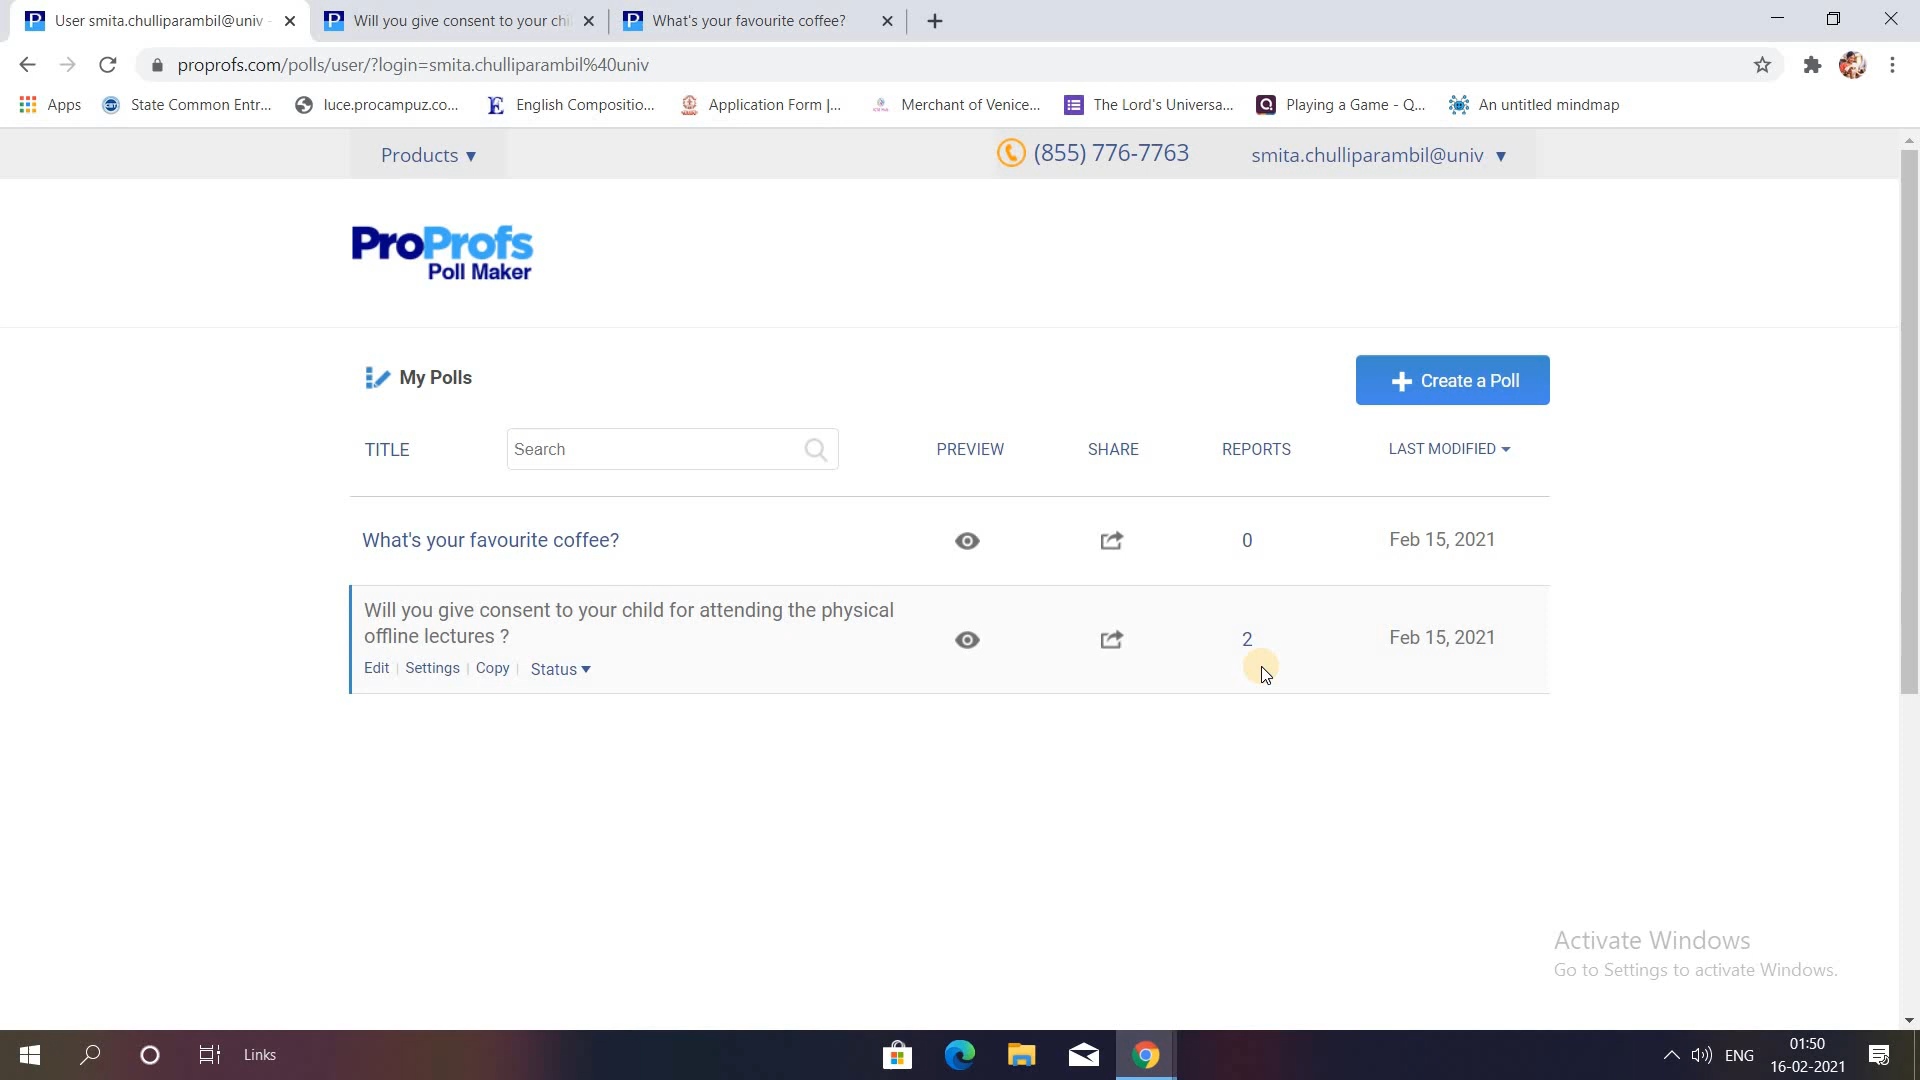 User smita.chulliparambil@univ -
Will you give consent to your chi
What's your favourite coffee?
proprofs.com/polls/user/?login=smita.chulliparambil%40univ
Apps
State Common Entr...
luce.procampuz.co...
English Compositio...
Application Form |...
Merchant of Venice...
The Lord's Universa...
Playing a Game - Q...
An untitled mindmap
Products ▼
(855) 776-7763
smita.chulliparambil@univ ▼
ProProfs
Poll Maker
My Polls
Create a Poll
TITLE
Search
PREVIEW
SHARE
REPORTS
LAST MODIFIED
What's your favourite coffee?
0
Feb 15, 2021
Will you give consent to your child for attending the physical
offline lectures ?
2
Feb 15, 2021
Edit | Settings | Copy | Status ▼
Activate Windows
Go to Settings to activate Windows.
Links
ENG
01:50
16-02-2021